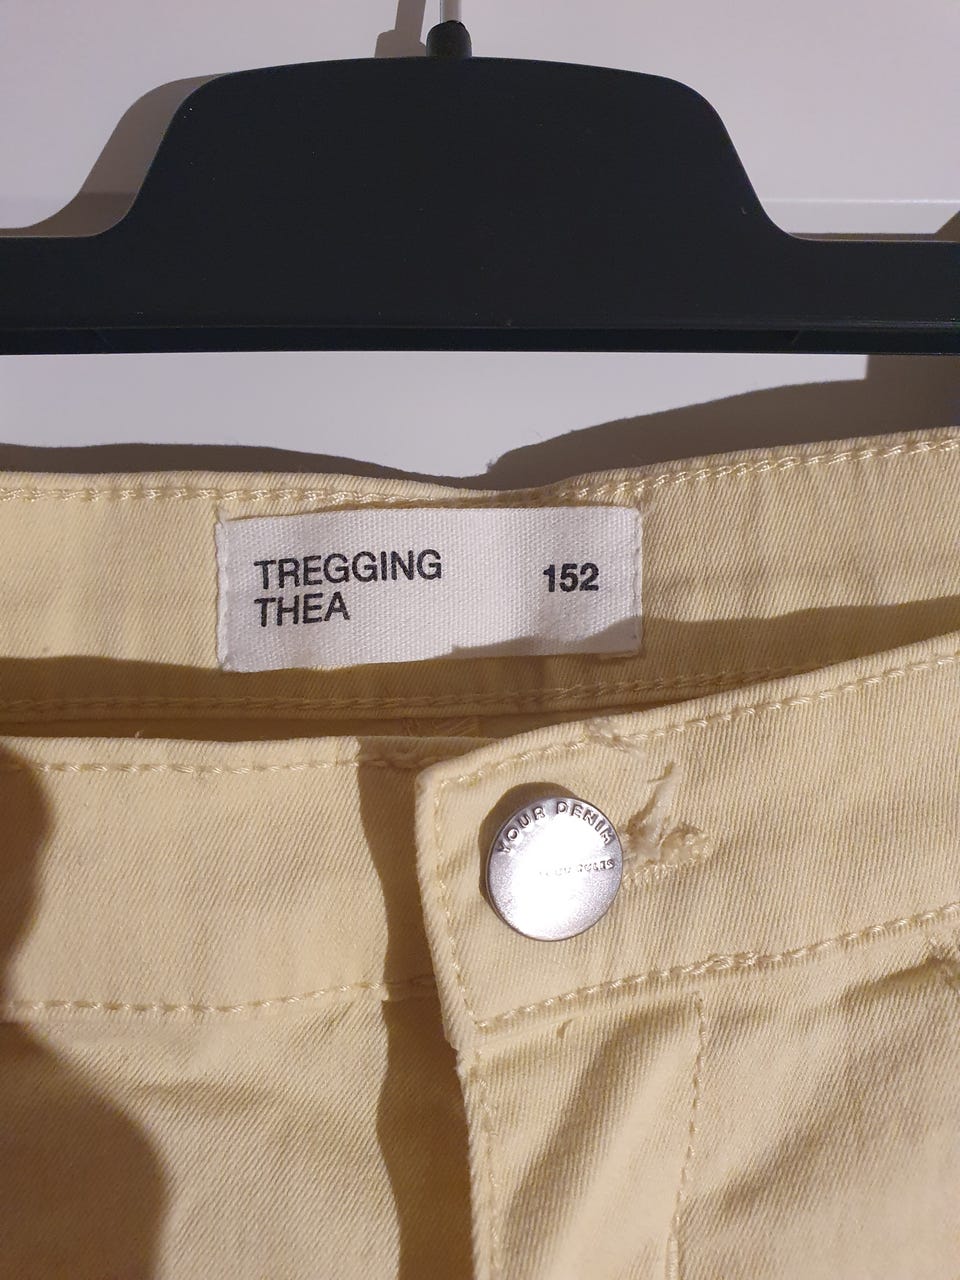 TREGGING
THEA
152
YOUR DENIM